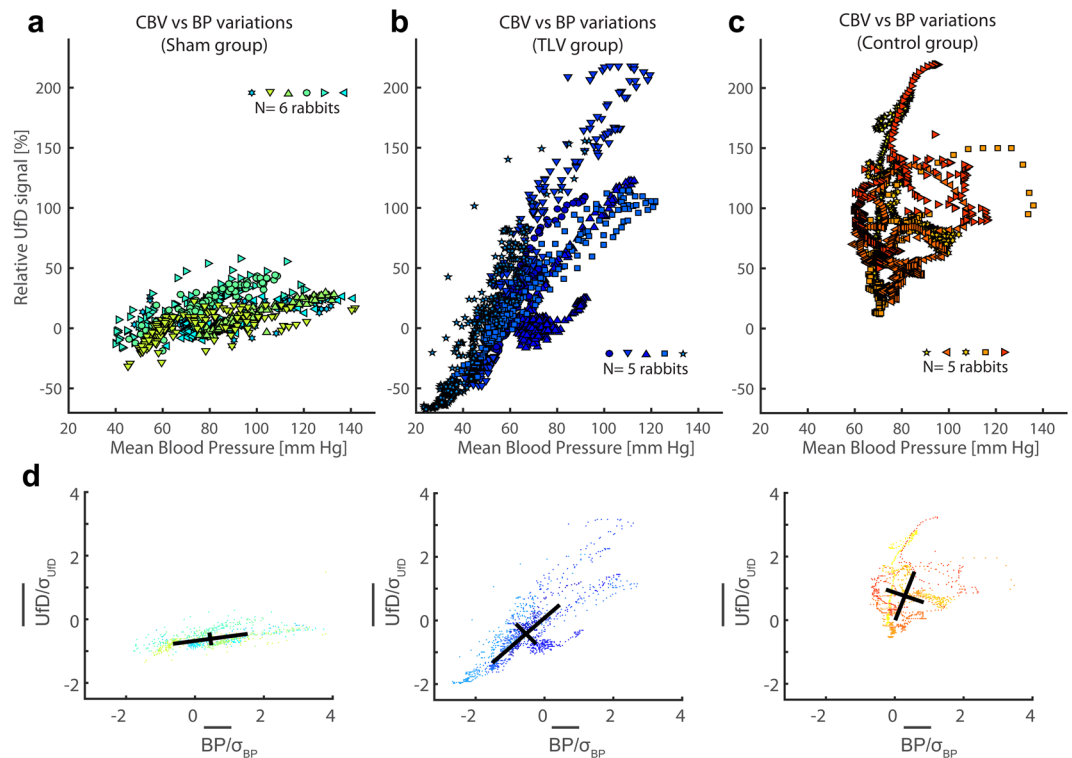 a
CBV vs BP variations
(Sham group)
b
CBV vs BP variations
(TLV group)
c
CBV vs BP variations
(Control group)
Relative UfD signal [%]
200
150
100
50
0
-50
N= 6 rabbits
20 40 60 80 100 120 140
Mean Blood Pressure [mm Hg]
200
150
100
50
0
-50
N= 5 rabbits
20 40 60 80 100 120 140
Mean Blood Pressure [mm Hg]
200
150
100
50
0
-50
N= 5 rabbits
20 40 60 80 100 120 140
Mean Blood Pressure [mm Hg]
d
UfD/σUfD
4
2
0
-2
-2 0 2 4
BP/σBP
UfD/σUfD
4
2
0
-2
-2 0 2 4
BP/σBP
UfD/σUfD
4
2
0
-2
-2 0 2 4
BP/σBP